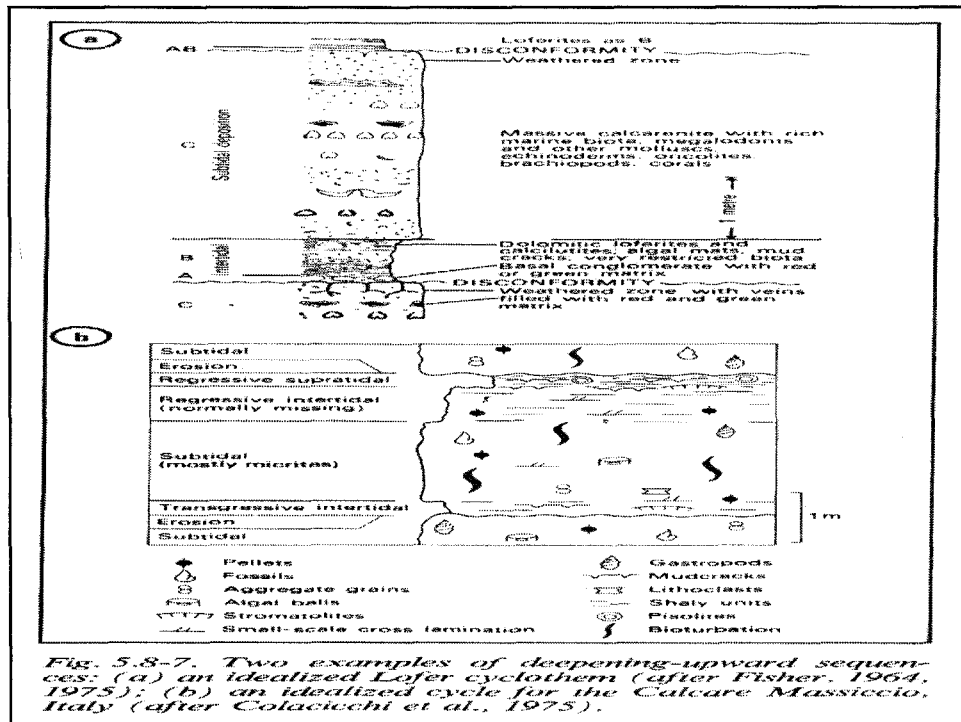 a
Loferites as B
AB
DISCONFORMITY
Weathered zone
C
Subtidal deposition
Massive calcarenite with rich
marine biota, megalodonts
and other molluscs,
echinoderms, oncolites,
brachiopods, corals
1 metre
Dolomitic loferites and
calcilutites, algal mats, mud
cracks, very restricted biota
B
Basal conglomerate with red
or green matrix
A
DISCONFORMITY
Weathered zone with veins
filled with red and green
matrix
C
b
Subtidal
Erosion
Regressive supratidal
Regressive intertidal
(normally missing)
Subtidal
(mostly micrites)
Transgressive intertidal
Erosion
Subtidal
1m
Pellets
Fossils
Aggregate grains
Algal balls
Stromatolites
Small-scale cross lamination
Gastropods
Mudcracks
Lithoclasts
Shaly units
Pisolites
Bioturbation
Fig. 5.8-7. Two examples of deepening-upward sequen-
ces: (a) an idealized Lofer cyclothem (after Fisher, 1964,
1975); (b) an idealized cycle for the Calcare Massiccio,
Italy (after Colacicchi et al., 1975).